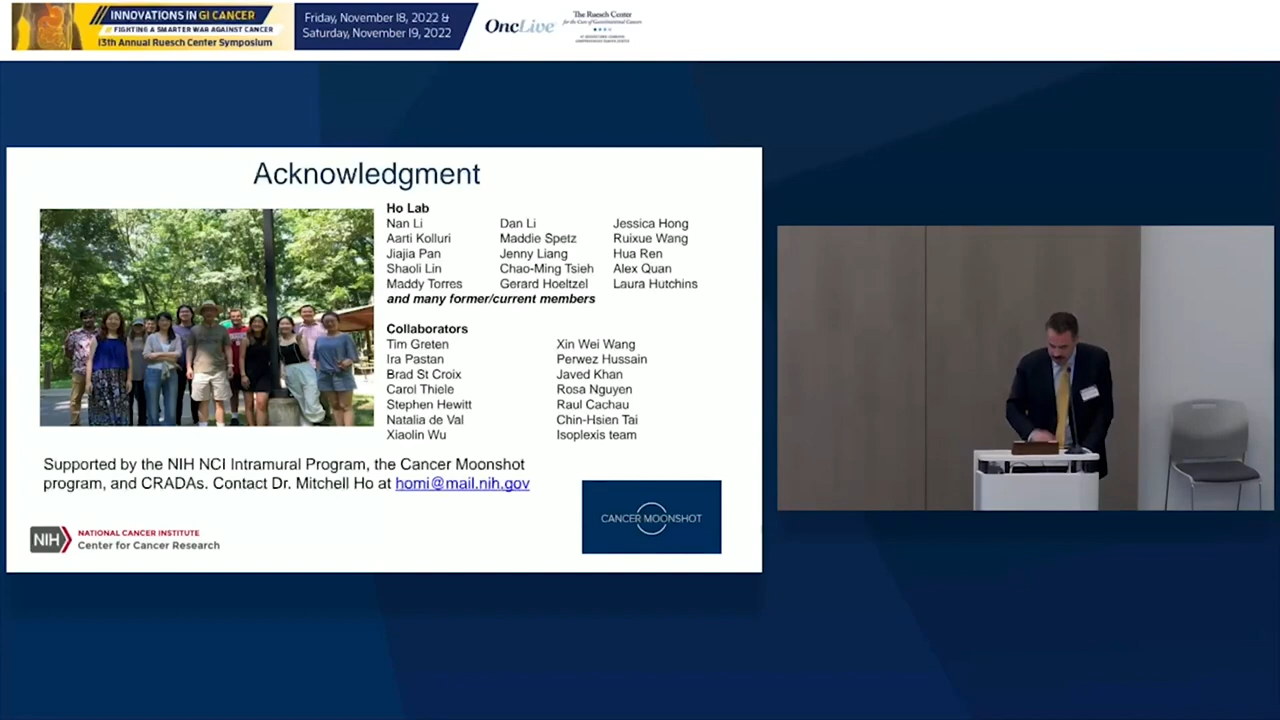 INNOVATIONS IN GI CANCER
FIGHTING A SMARTER WAR AGAINST CANCER
13th Annual Ruesch Center Symposium
Friday, November 18, 2022 &
Saturday, November 19, 2022
OncLive
The Ruesch Center
for the Cure of Gastrointestinal Cancers
Acknowledgment
Ho Lab
Nan Li Dan Li Jessica Hong
Aarti Kolluri Maddie Spetz Ruixue Wang
Jiajia Pan Jenny Liang Hua Ren
Shaoli Lin Chao-Ming Tsieh Alex Quan
Maddy Torres Gerard Hoeltzel Laura Hutchins
and many former/current members
Collaborators
Tim Greten Xin Wei Wang
Ira Pastan Perwez Hussain
Brad St Croix Javed Khan
Carol Thiele Rosa Nguyen
Stephen Hewitt Raul Cachau
Natalia de Val Chin-Hsien Tai
Xiaolin Wu Isoplexis team
Supported by the NIH NCI Intramural Program, the Cancer Moonshot
program, and CRADAs. Contact Dr. Mitchell Ho at homi@mail.nih.gov
NIH NATIONAL CANCER INSTITUTE
Center for Cancer Research
CANCER MOONSHOT